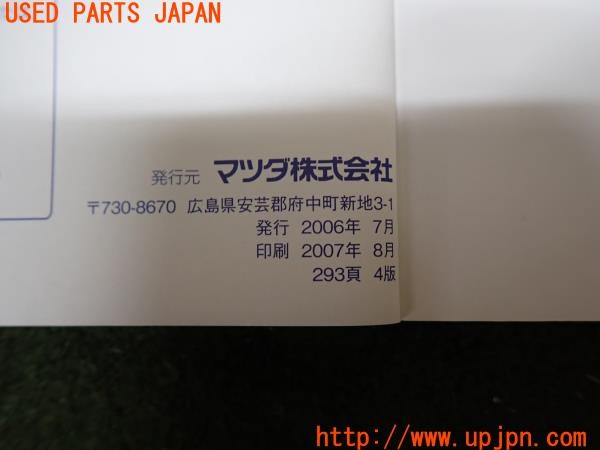 USED PARTS JAPAN
発行元 マツダ株式会社
〒730-8670 広島県安芸郡府中町新地3-1
発行 2006年 7月
印刷 2007年 8月
293頁 4版
http://www.upjpn.com